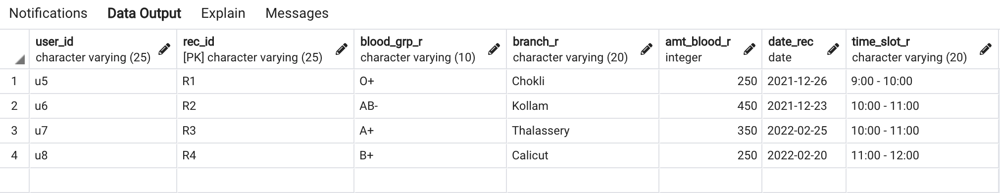 Notifications Data Output Explain Messages
user_id rec_id blood_grp_r branch_r amt_blood_r date_rec time_slot_r
character varying (25) [PK] character varying (25) character varying (10) character varying (20) integer date character varying (20)
1 u5 R1 O+ Chokli 250 2021-12-26 9:00 - 10:00
2 u6 R2 AB- Kollam 450 2021-12-23 10:00 - 11:00
3 u7 R3 A+ Thalassery 350 2022-02-25 10:00 - 11:00
4 u8 R4 B+ Calicut 250 2022-02-20 11:00 - 12:00